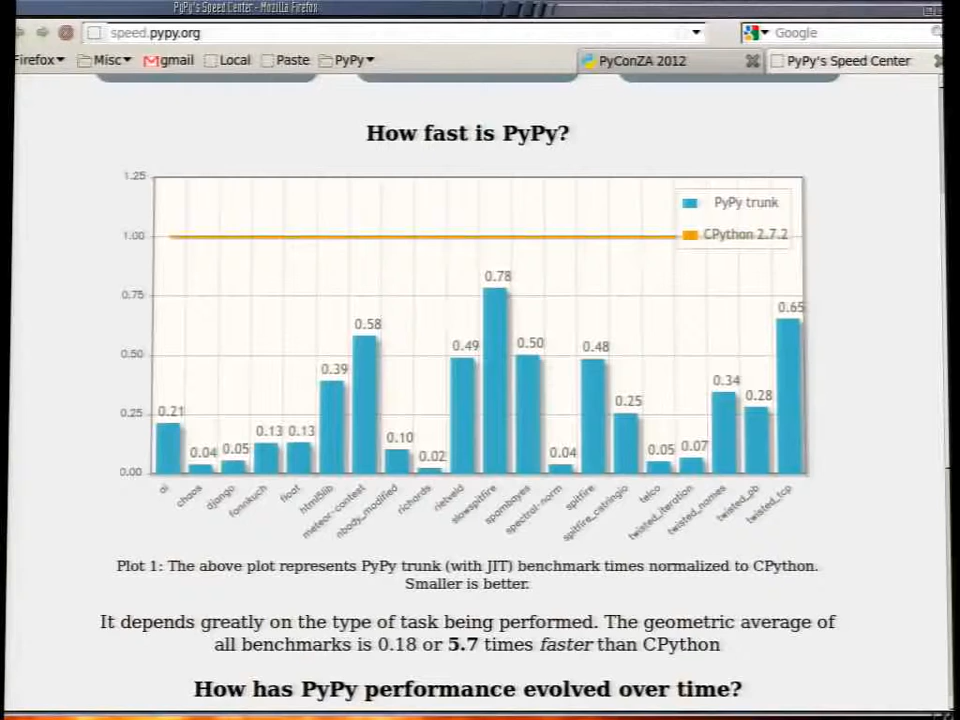 PyPy's Speed Center - Mozilla Firefox
speed.pypy.org
Google
Firefox
Misc
gmail
Local
Paste
PyPy
PyConZA 2012
PyPy's Speed Center
How fast is PyPy?
1.25
1.00
0.75
0.50
0.25
0.00
PyPy trunk
CPython 2.7.2
0.21
0.04
0.05
0.13
0.13
0.39
0.58
0.10
0.02
0.49
0.78
0.50
0.04
0.48
0.25
0.05
0.07
0.34
0.28
0.65
ai
chaos
django
fannkuch
float
html5lib
meteor-contest
nbody_modified
richards
rietveld
slowspitfire
spambayes
spectral-norm
spitfire
spitfire_cstringio
telco
twisted_iteration
twisted_names
twisted_pb
twisted_tcp
Plot 1: The above plot represents PyPy trunk (with JIT) benchmark times normalized to CPython.
Smaller is better.
It depends greatly on the type of task being performed. The geometric average of
all benchmarks is 0.18 or 5.7 times faster than CPython
How has PyPy performance evolved over time?